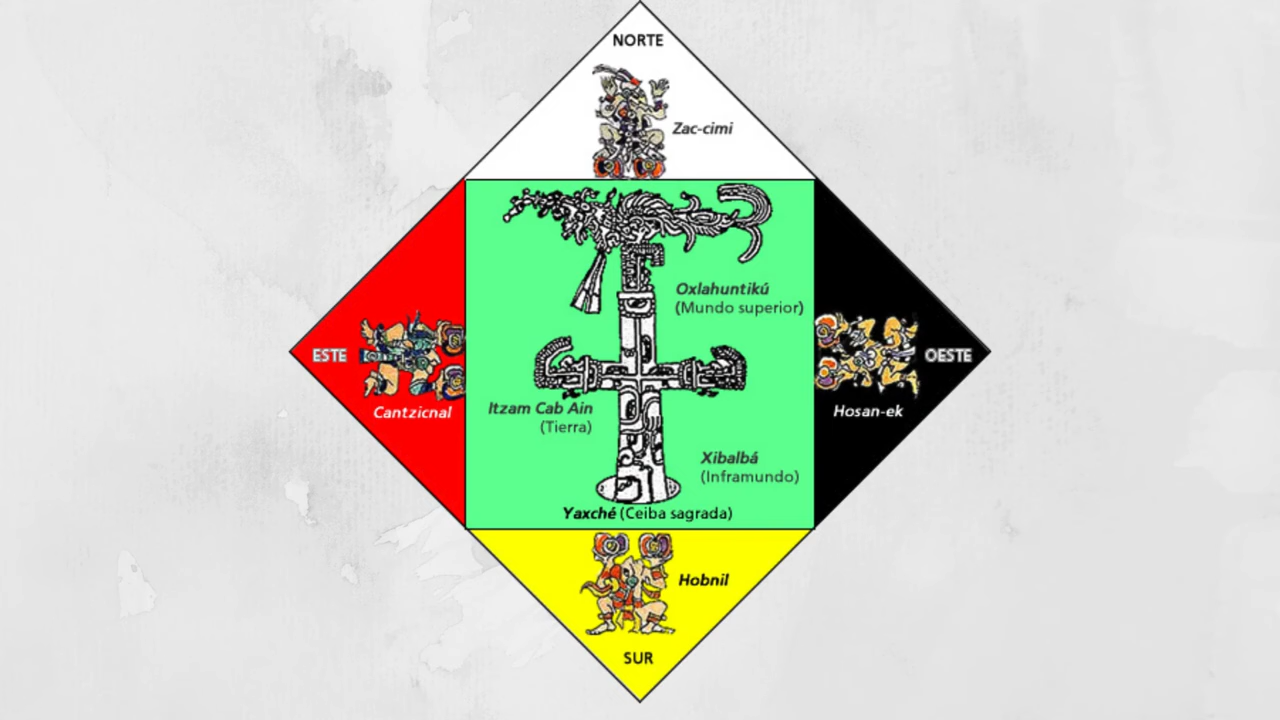 NORTE
Zac-cimi
Oxlahuntikú
(Mundo superior)
ESTE
OESTE
Cantzicnal
Itzam Cab Ain
(Tierra)
Hosan-ek
Xibalbá
(Inframundo)
Yaxché (Ceiba sagrada)
Hobnil
SUR